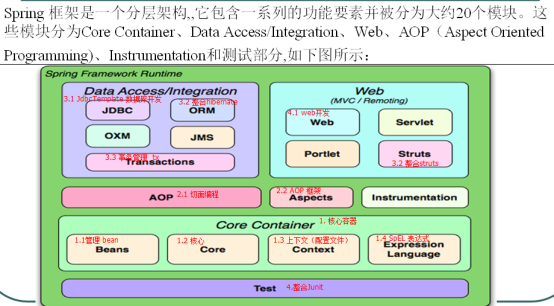 Spring 框架是一个分层架构,,它包含一系列的功能要素并被分为大约20个模块。这
些模块分为Core Container、Data Access/Integration、Web、AOP（Aspect Oriented
Programming)、Instrumentation和测试部分,如下图所示：
Spring Framework Runtime
Data Access/Integration
3.1 JdbcTemplate 数据库开发
3.2 整合hibernate
JDBC
ORM
OXM
JMS
3.3 事务管理 tx
Transactions
Web
(MVC / Remoting)
4.1 web开发
Web
Servlet
Portlet
Struts
3.2 整合struts
AOP
2.1 切面编程
2.2 AOP 框架
Aspects
Instrumentation
Core Container
1. 核心容器
1.1管理 bean
Beans
1.2 核心
Core
1.3 上下文（配置文件）
Context
1.4 SpEL 表达式
Expression
Language
Test
4.整合Junit